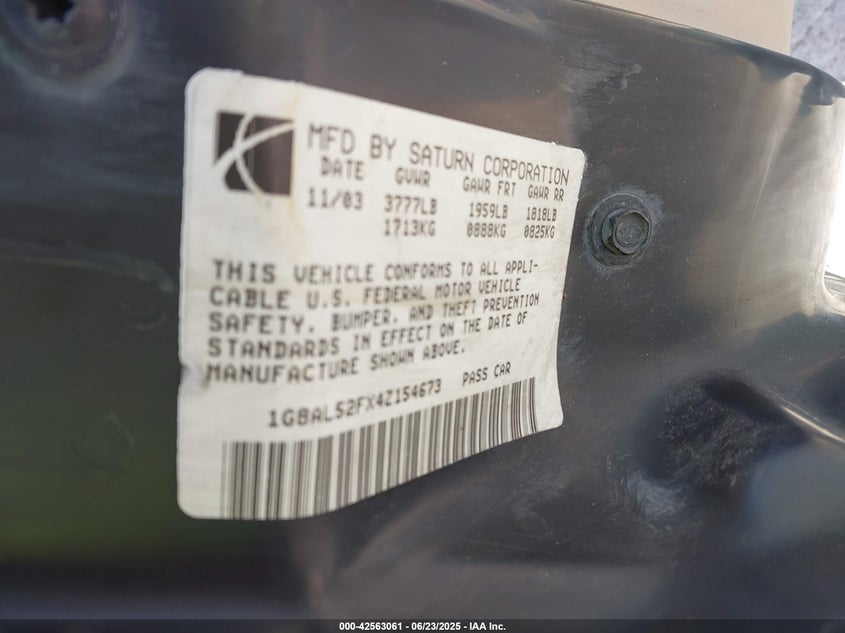 MFD BY SATURN CORPORATION
DATE GVWR GAWR FRT GAWR RR
11/03 3777LB 1959LB 1818LB
1713KG 0888KG 0825KG
THIS VEHICLE CONFORMS TO ALL APPLI-
CABLE U.S. FEDERAL MOTOR VEHICLE
SAFETY, BUMPER, AND THEFT PREVENTION
STANDARDS IN EFFECT ON THE DATE OF
MANUFACTURE SHOWN ABOVE.
1G8AL52FX4Z154673 PASS CAR
000-42563061 - 06/23/2025 - IAA Inc.